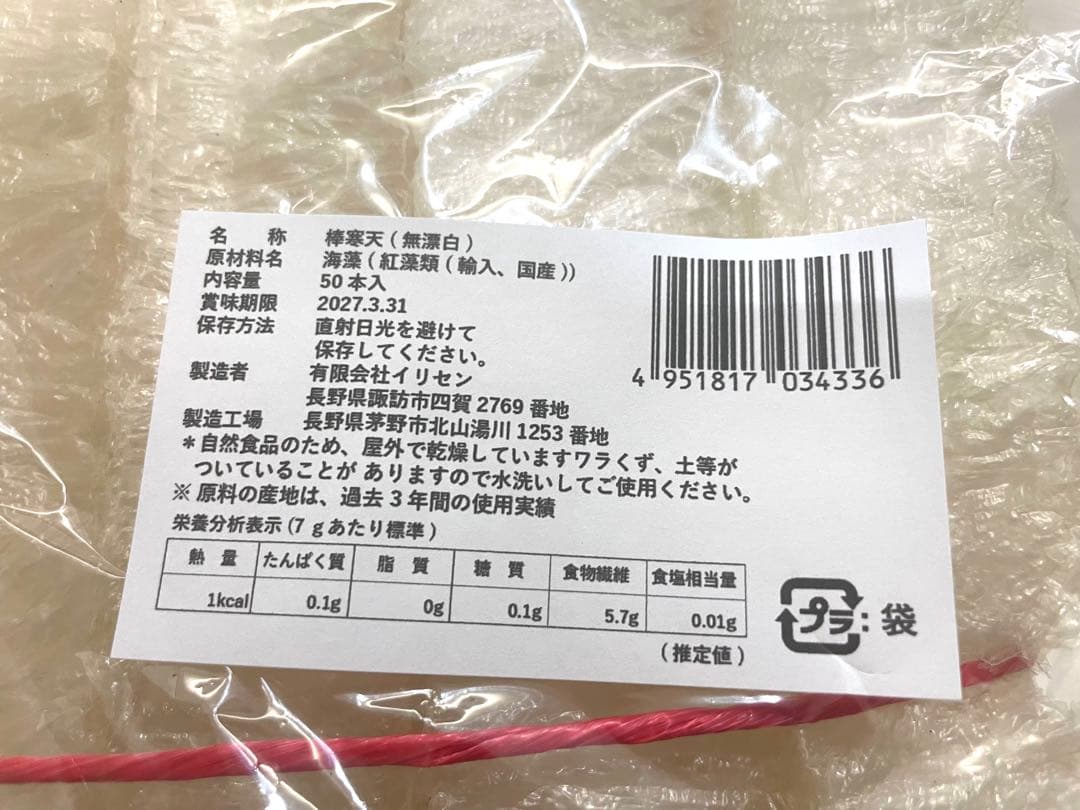 名 称 棒寒天(無漂白)
原材料名 海藻(紅藻類(輸入、国産))
内容量 50本入
賞味期限 2027.3.31
保存方法 直射日光を避けて
保存してください。
製造者 有限会社イリセン
長野県諏訪市四賀2769番地
製造工場 長野県茅野市北山湯川1253番地
*自然食品のため、屋外で乾燥していますワラくず、土等が
ついていることが ありますので水洗いしてご使用ください。
※原料の産地は、過去3年間の使用実績
栄養分析表示(7gあたり標準)
熱 量 たんぱく質 脂 質 糖 質 食物繊維 食塩相当量
1kcal 0.1g 0g 0.1g 5.7g 0.01g
(推定値)
4 951817 034336
プラ:袋